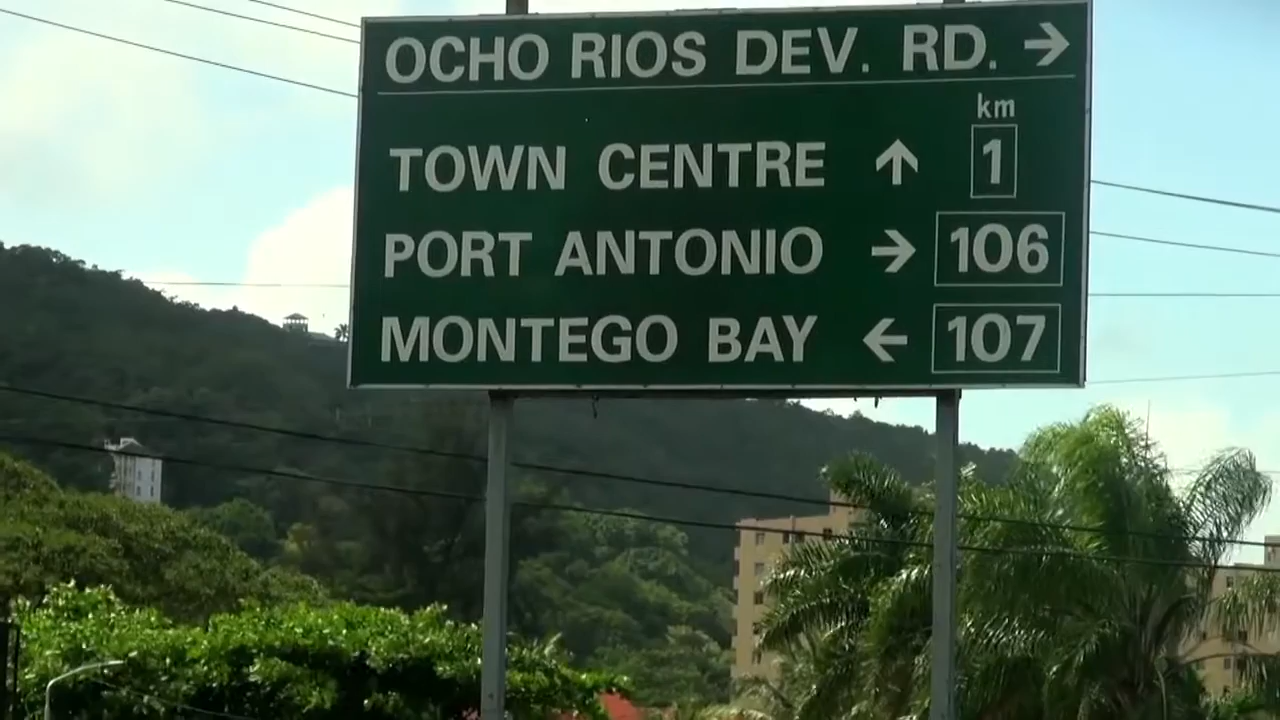 OCHO RIOS DEV. RD. →
km
TOWN CENTRE ↑ 1
PORT ANTONIO → 106
MONTEGO BAY ← 107